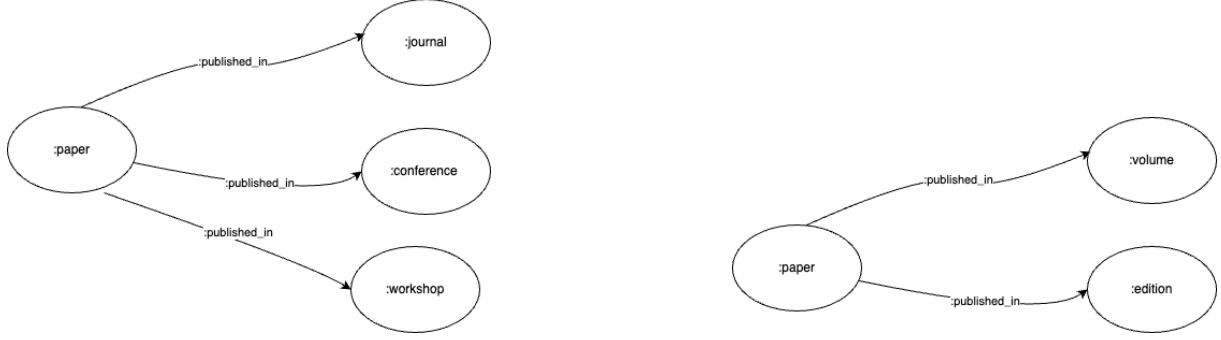 :journal
:published_in
:paper
:conference
:published_in
:published_in
:workshop
:volume
:published_in
:paper
:edition
:published_in